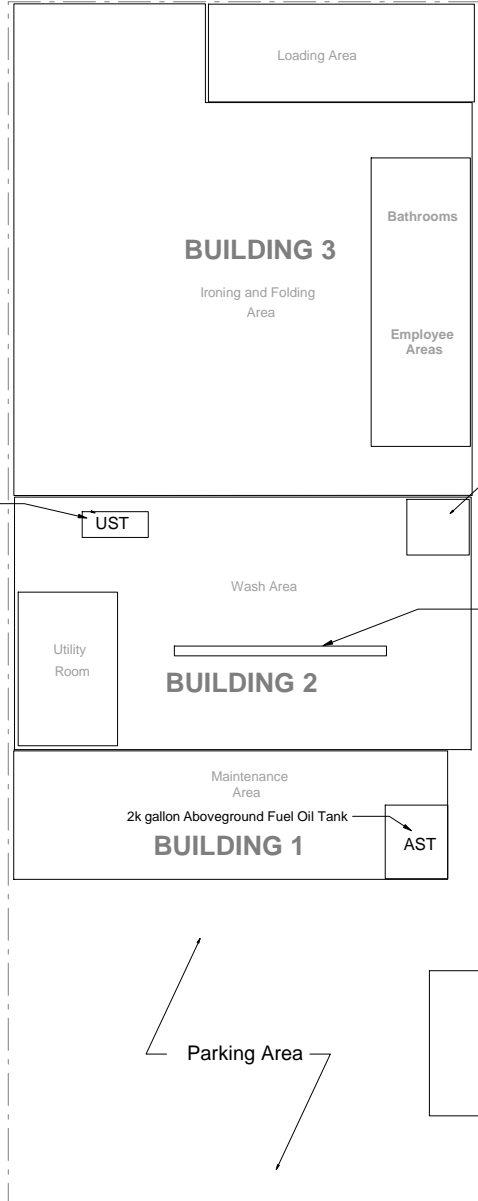 Loading Area
Bathrooms
BUILDING 3
Ironing and Folding
Area
Employee
Areas
UST
Wash Area
Utility
Room
BUILDING 2
Maintenance
Area
2k gallon Aboveground Fuel Oil Tank
AST
BUILDING 1
Parking Area